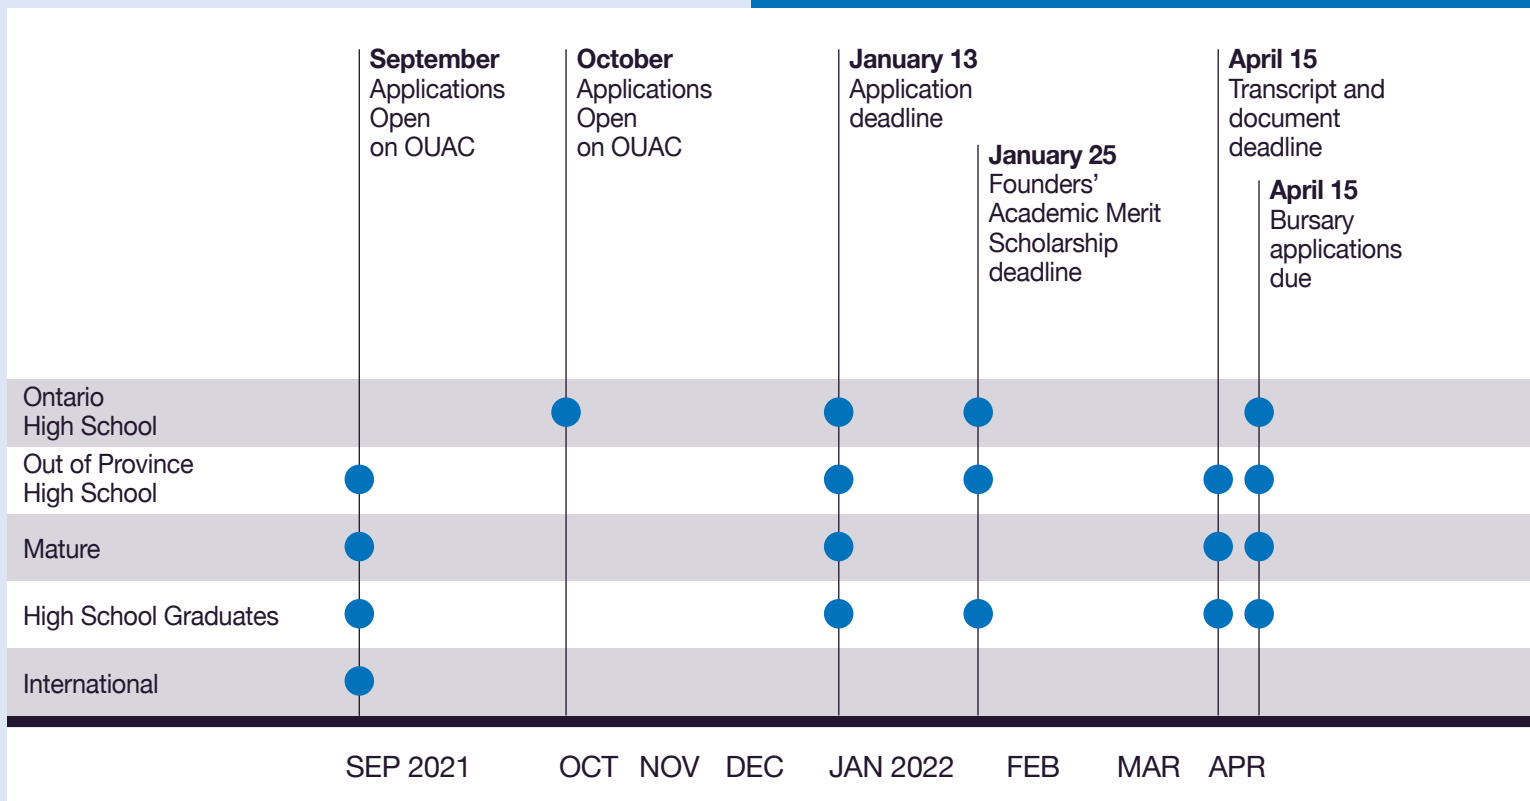 September
Applications
Open
on OUAC
October
Applications
Open
on OUAC
January 13
Application
deadline
January 25
Founders’
Academic Merit
Scholarship
deadline
April 15
Transcript and
document
deadline
April 15
Bursary
applications
due
Ontario
High School
Out of Province
High School
Mature
High School Graduates
International
SEP 2021 OCT NOV DEC JAN 2022 FEB MAR APR